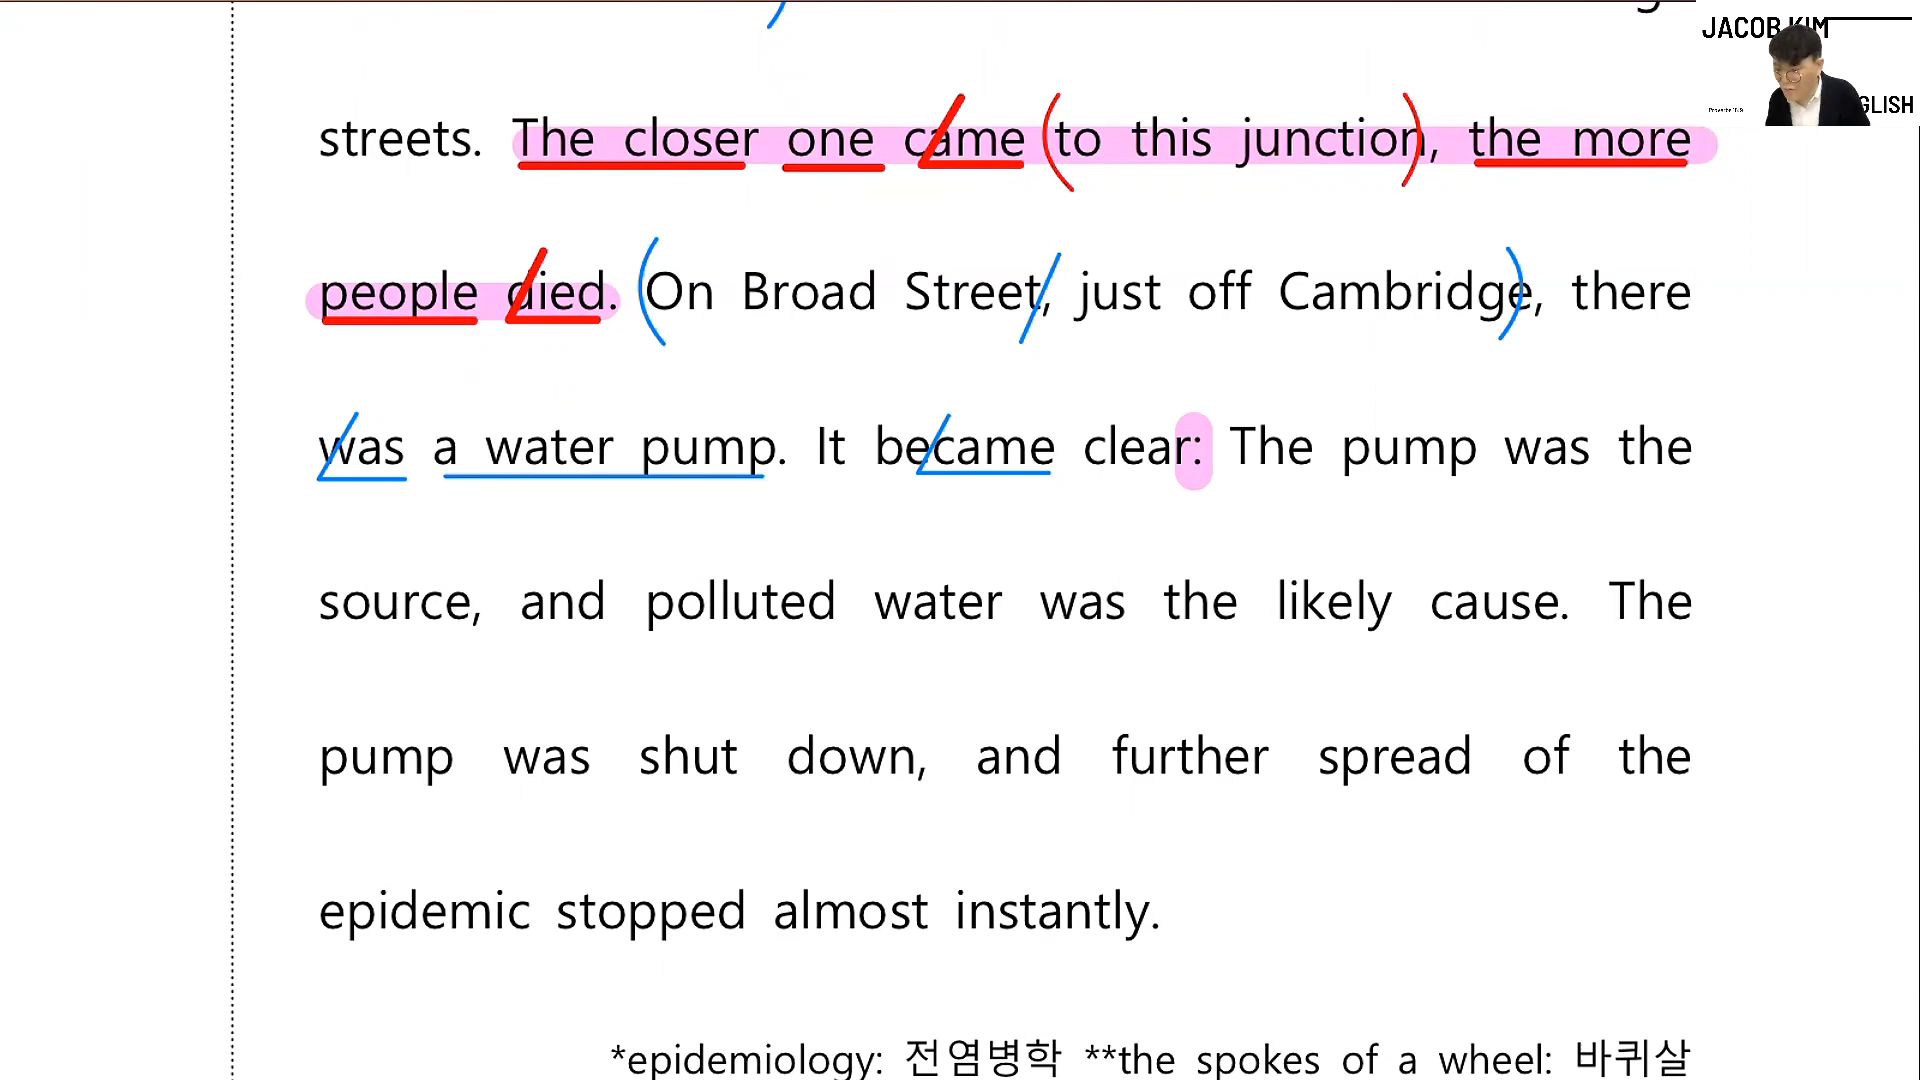 JACOB KIM
GLISH
streets. The closer one came to this junction, the more
people died. On Broad Street, just off Cambridge, there
was a water pump. It became clear: The pump was the
source, and polluted water was the likely cause. The
pump was shut down, and further spread of the
epidemic stopped almost instantly.
*epidemiology: 전염병학 **the spokes of a wheel: 바퀴살